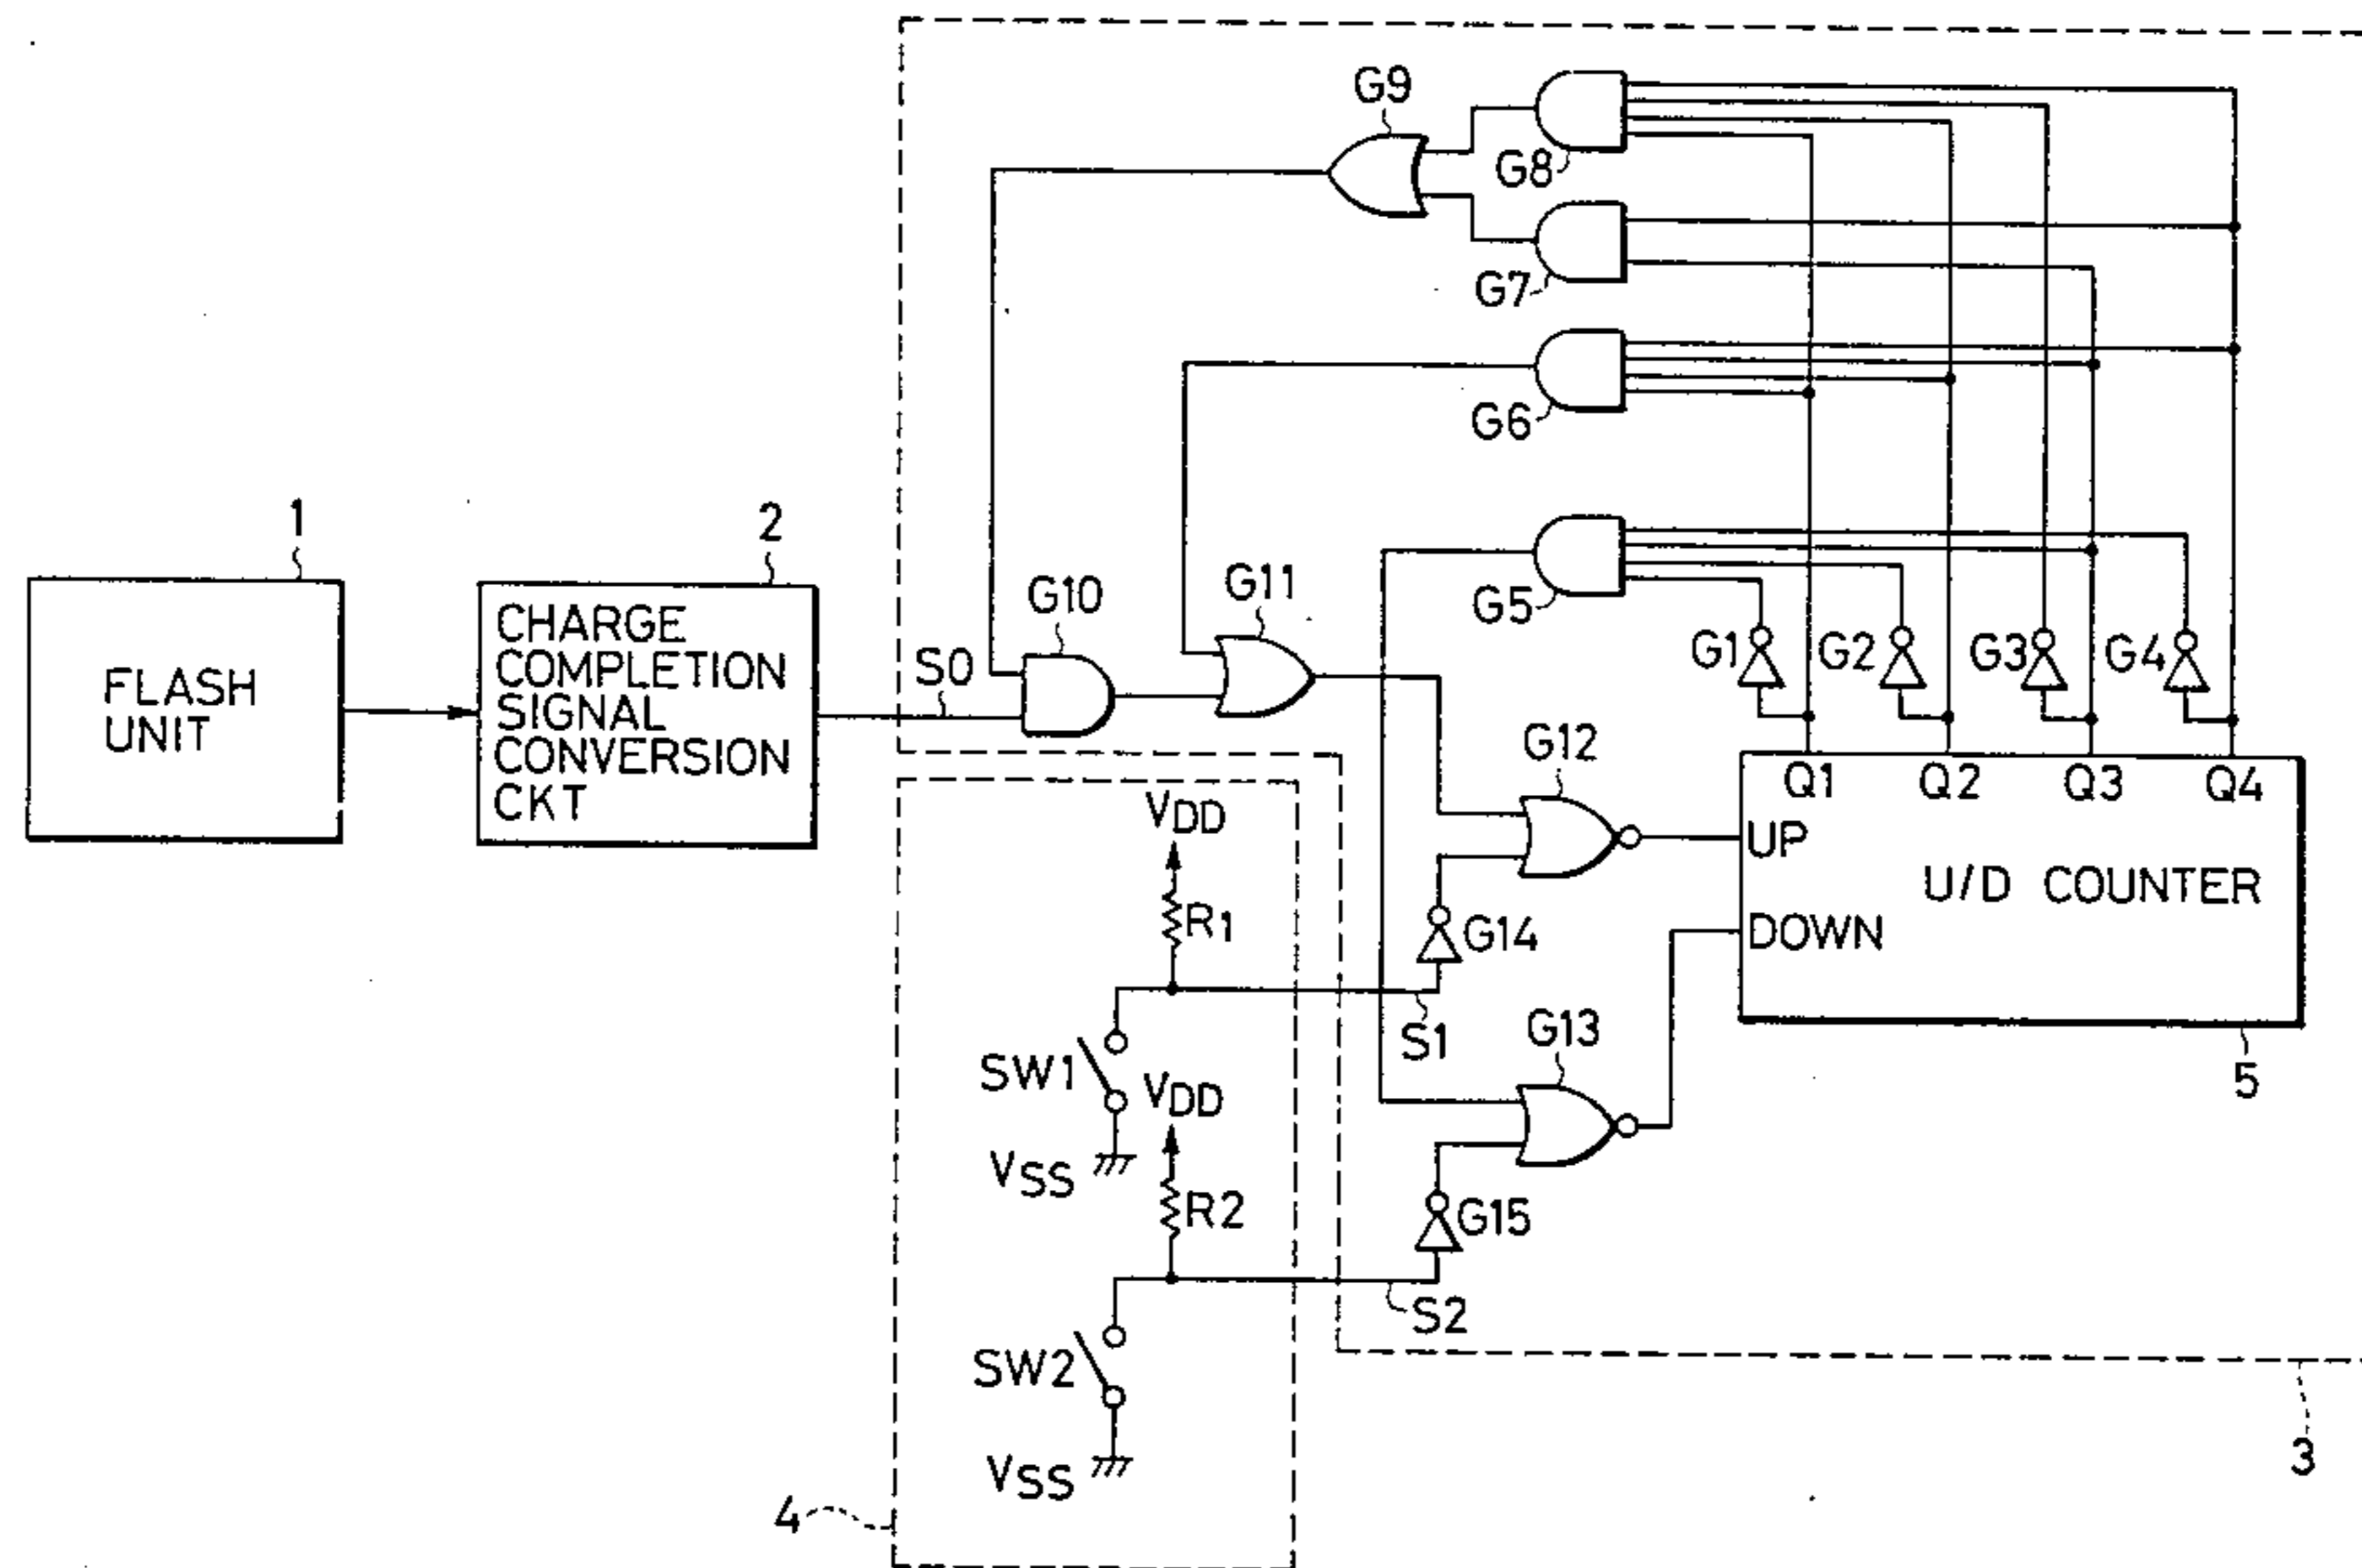 G9
G8
G7
G6
1
2
G10
G11
G5
G1
G2
G3
G4
FLASH
UNIT
CHARGE
COMPLETION
SIGNAL
CONVERSION
CKT
S0
G12
Q1
Q2
Q3
Q4
VDD
UP
U/D COUNTER
R1
G14
DOWN
S1
G13
SW1
VDD
5
VSS
R2
G15
S2
SW2
VSS
3
4